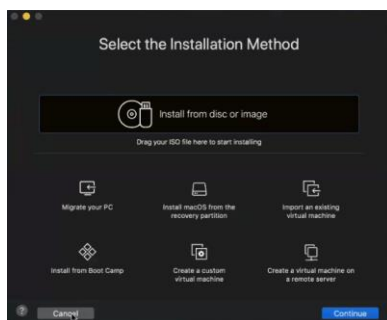 Select the Installation Method
Install from disc or image
Drag your ISO file here to start installing
Migrate your PC
Install macOS from the
recovery partition
Import an existing
virtual machine
Install from Boot Camp
Create a custom
virtual machine
Create a virtual machine on
a remote server
?
Cancel
Continue